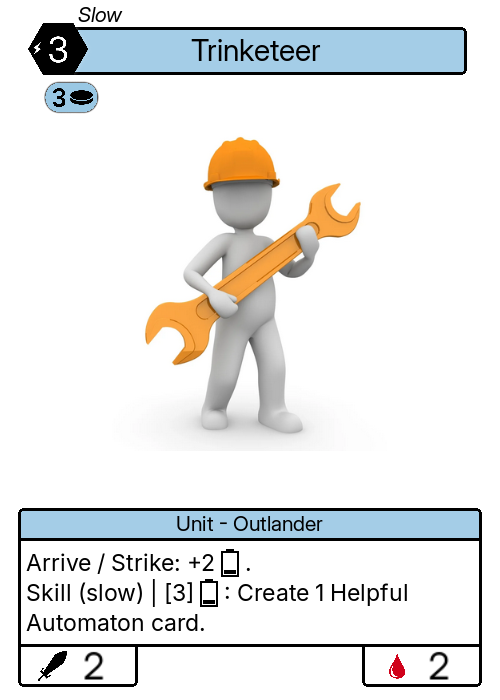 Slow
3
Trinketeer
3
Unit - Outlander
Arrive / Strike: +2 .
Skill (slow) | [3] : Create 1 Helpful
Automaton card.
2
2